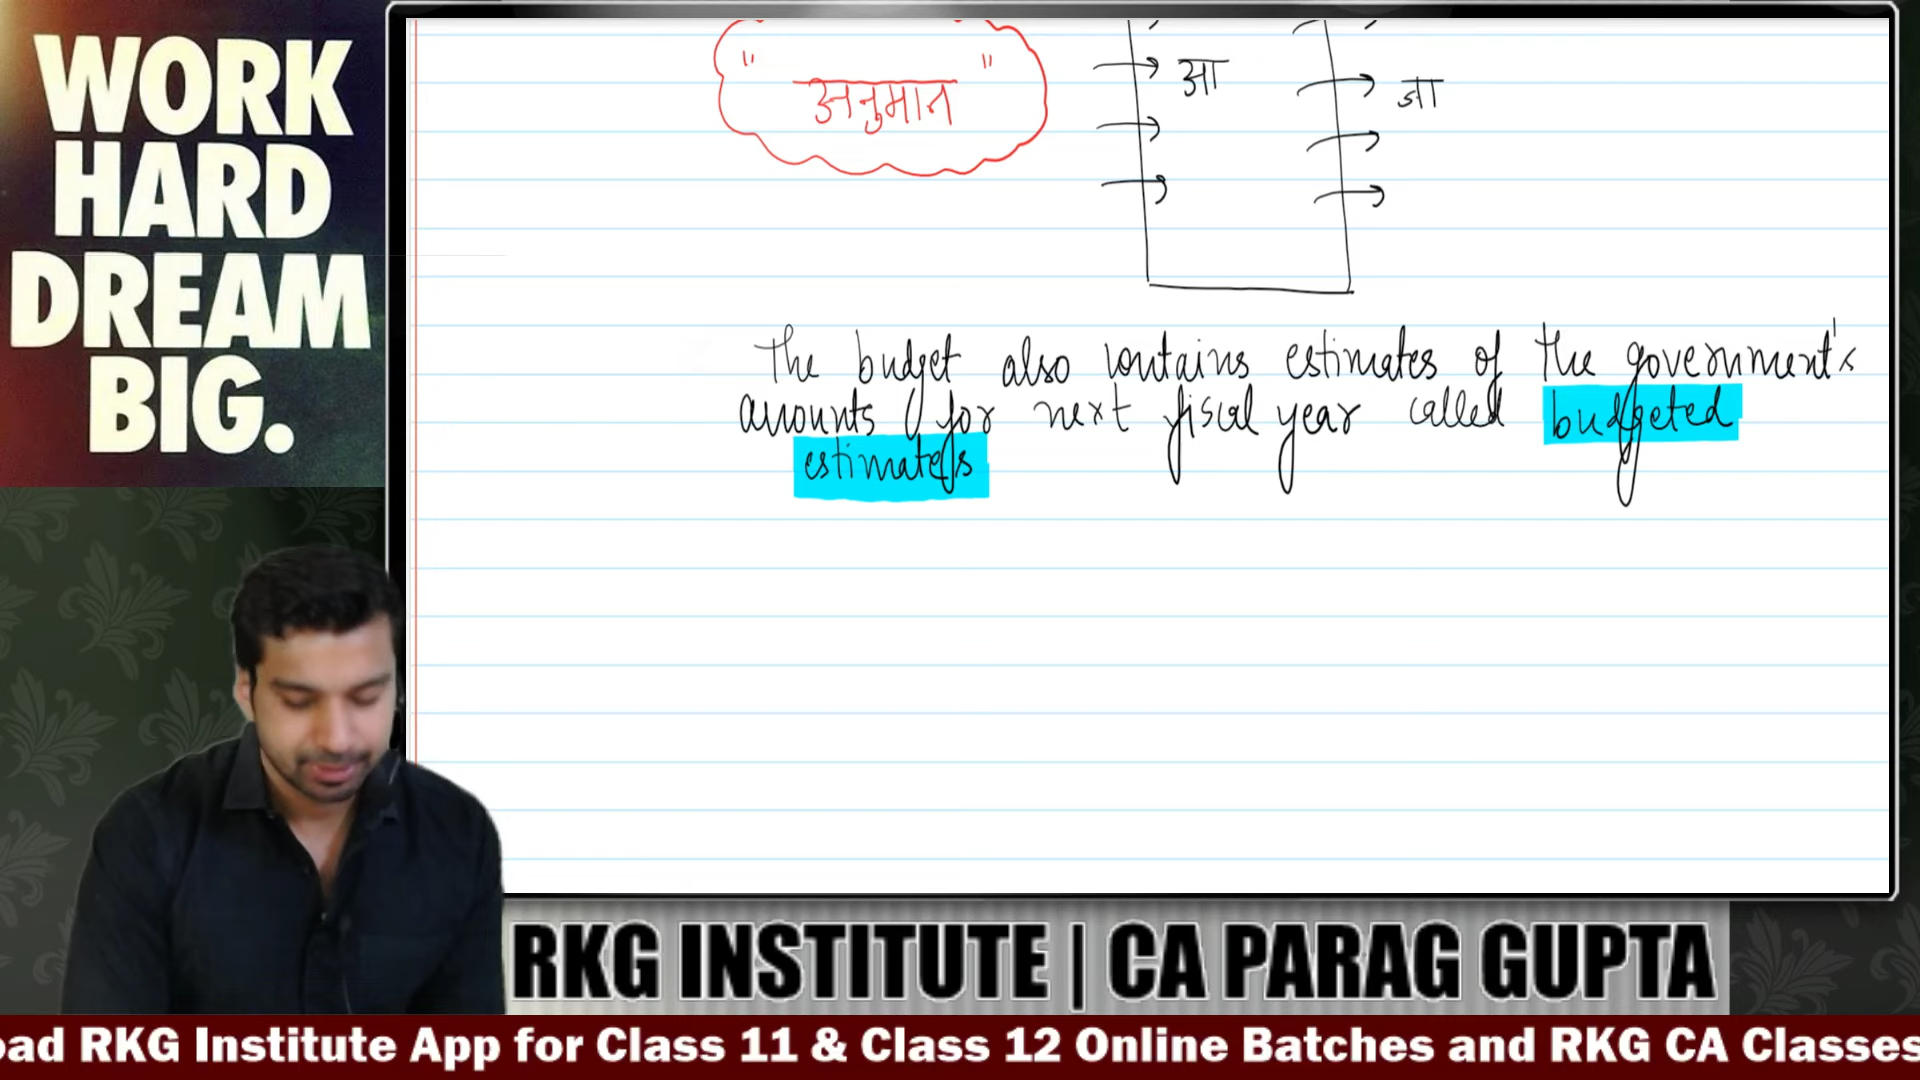 WORK
HARD
DREAM
BIG.
" अनुमान "
आ
जा
The budget also contains estimates of the government's
amounts for next fiscal year called budgeted
estimates
RKG INSTITUTE | CA PARAG GUPTA
oad RKG Institute App for Class 11 & Class 12 Online Batches and RKG CA Classes